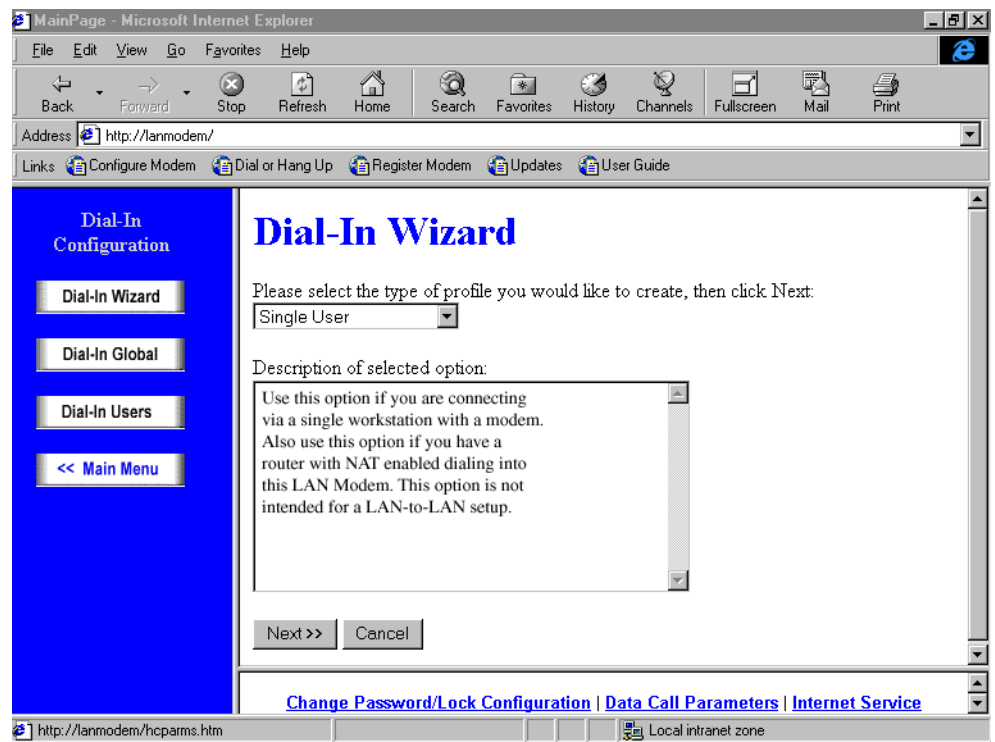 MainPage - Microsoft Internet Explorer
File Edit View Go Favorites Help
Back Forward Stop Refresh Home Search Favorites History Channels Fullscreen Mail Print
Address http://lanmodem/
Links Configure Modem Dial or Hang Up Register Modem Updates User Guide
Dial-In
Configuration
Dial-In Wizard
Dial-In Global
Dial-In Users
<< Main Menu
Dial-In Wizard
Please select the type of profile you would like to create, then click Next:
Single User
Description of selected option:
Use this option if you are connecting
via a single workstation with a modem.
Also use this option if you have a
router with NAT enabled dialing into
this LAN Modem. This option is not
intended for a LAN-to-LAN setup.
Next >> Cancel
Change Password/Lock Configuration | Data Call Parameters | Internet Service
http://lanmodem/hcparms.htm Local intranet zone